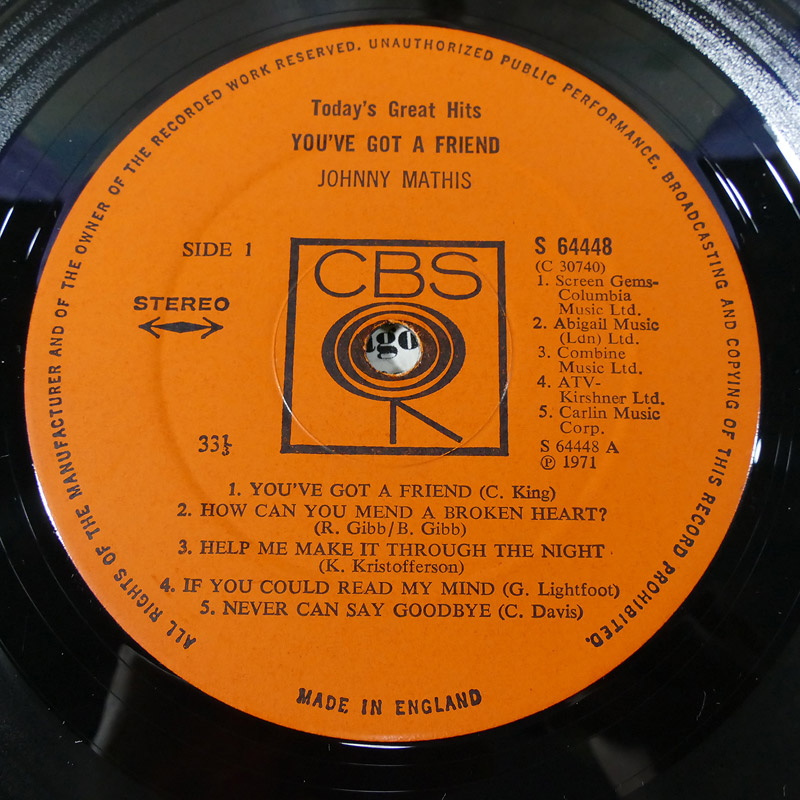 ALL RIGHTS OF THE MANUFACTURER AND OF THE OWNER OF THE RECORDED WORK RESERVED. UNAUTHORIZED PUBLIC PERFORMANCE, BROADCASTING AND COPYING OF THIS RECORD PROHIBITED.
Today's Great Hits
YOU'VE GOT A FRIEND
JOHNNY MATHIS
SIDE 1
STEREO
33⅓
CBS
S 64448
(C 30740)
1. Screen Gems-
Columbia
Music Ltd.
2. Abigail Music
(Ldn) Ltd.
3. Combine
Music Ltd.
4. ATV-
Kirshner Ltd.
5. Carlin Music
Corp.
S 64448 A
℗ 1971
1. YOU'VE GOT A FRIEND (C. King)
2. HOW CAN YOU MEND A BROKEN HEART?
(R. Gibb/B. Gibb)
3. HELP ME MAKE IT THROUGH THE NIGHT
(K. Kristofferson)
4. IF YOU COULD READ MY MIND (G. Lightfoot)
5. NEVER CAN SAY GOODBYE (C. Davis)
MADE IN ENGLAND